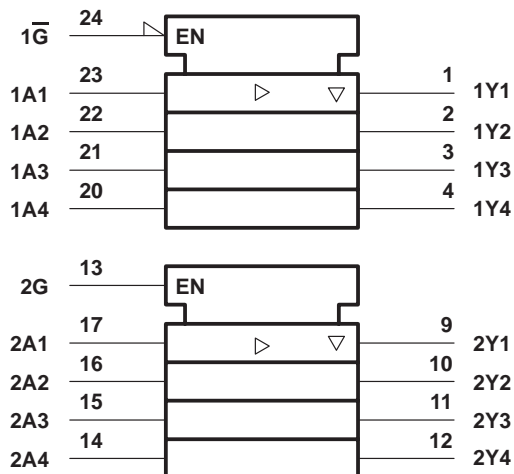 24
1G̅ EN
23 1
1A1 1Y1
22 2
1A2 1Y2
21 3
1A3 1Y3
20 4
1A4 1Y4
13
2G EN
17 9
2A1 2Y1
16 10
2A2 2Y2
15 11
2A3 2Y3
14 12
2A4 2Y4